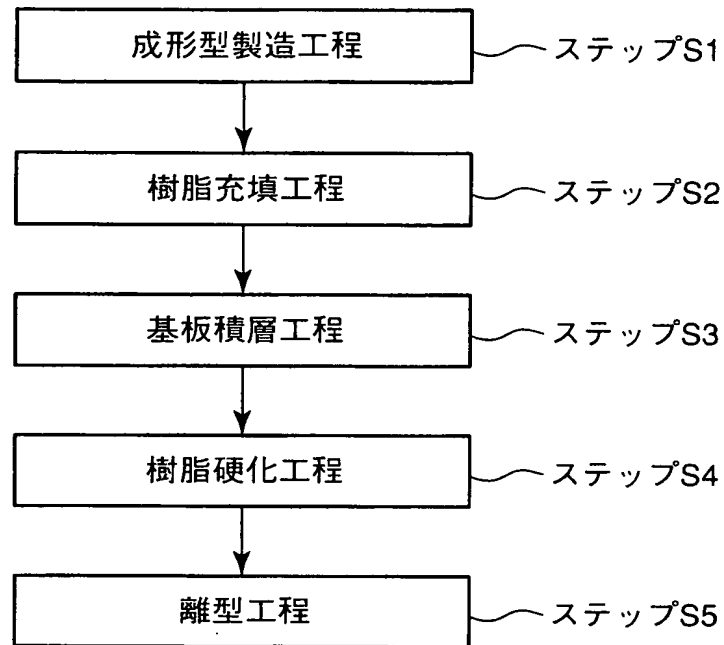 成形型製造工程 ステップS1
樹脂充填工程 ステップS2
基板積層工程 ステップS3
樹脂硬化工程 ステップS4
離型工程 ステップS5